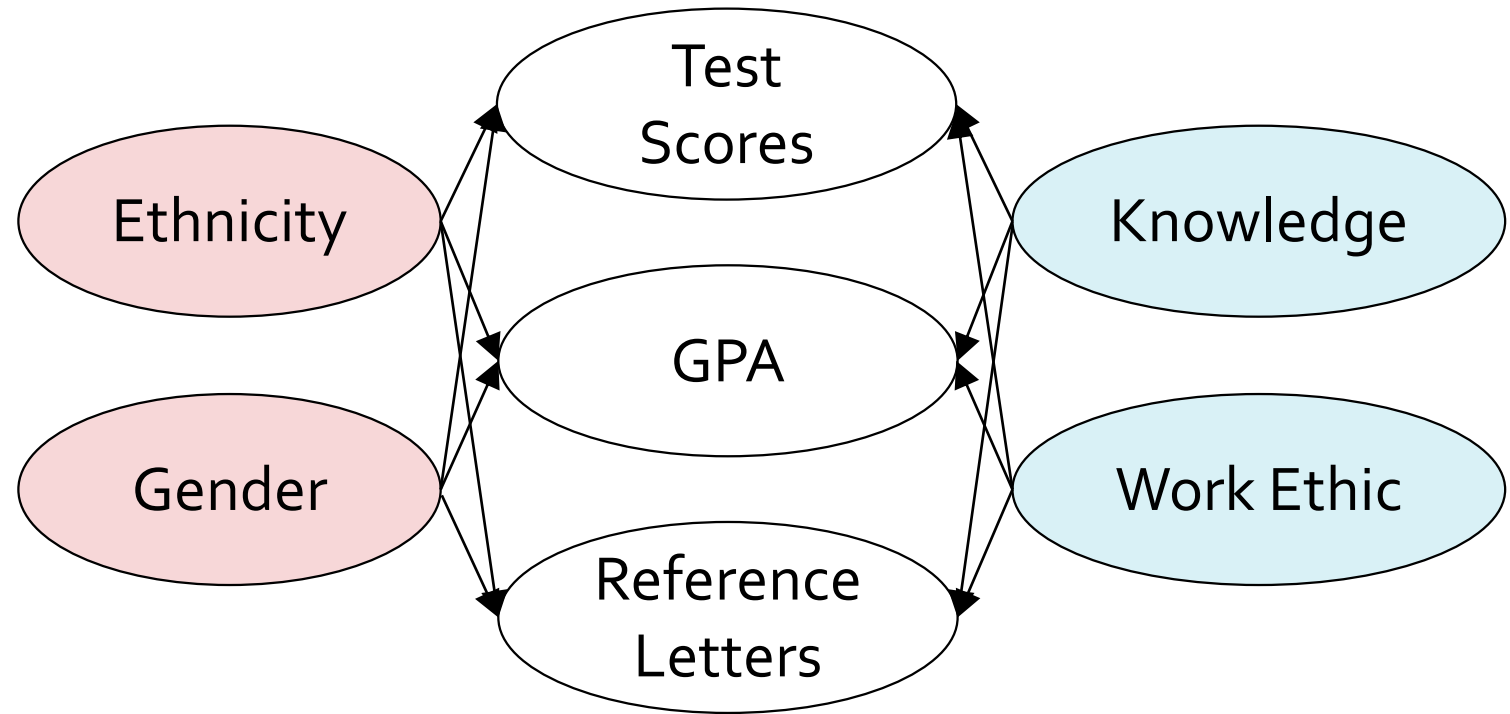 Test
Scores
Ethnicity
Knowledge
GPA
Gender
Work Ethic
Reference
Letters